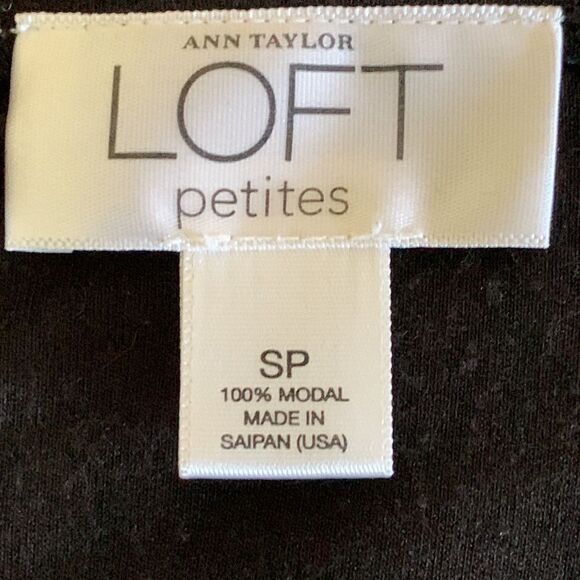 ANN TAYLOR
LOFT
petites
SP
100% MODAL
MADE IN
SAIPAN (USA)